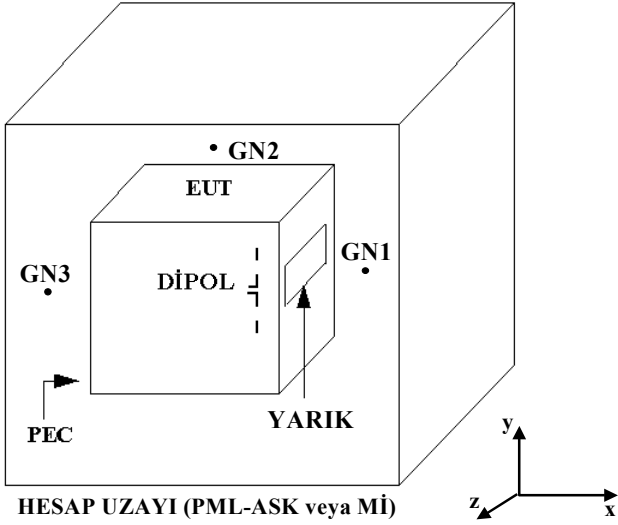 GN2
EUT
GN1
GN3
DİPOL
YARIK
PEC
HESAP UZAYI (PML-ASK veya Mİ)
y
z
x